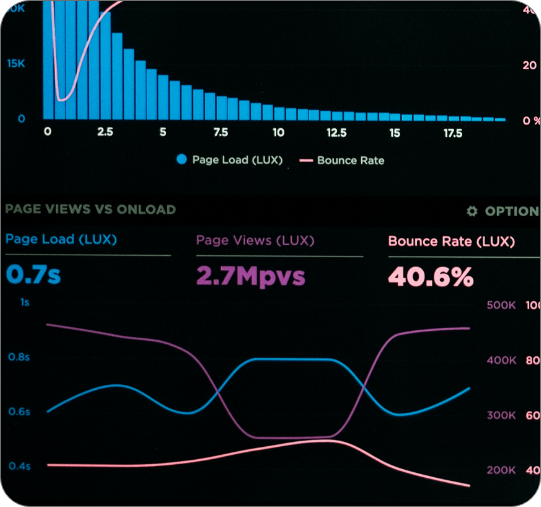 15K
20
0
0 %
0 2.5 5 7.5 10 12.5 15 17.5
Page Load (LUX) Bounce Rate
PAGE VIEWS VS ONLOAD
OPTION
Page Load (LUX) Page Views (LUX) Bounce Rate (LUX)
0.7s 2.7Mpvs 40.6%
1s 500K
0.8s 400K 80
0.6s 300K 60
0.4s 200K 40